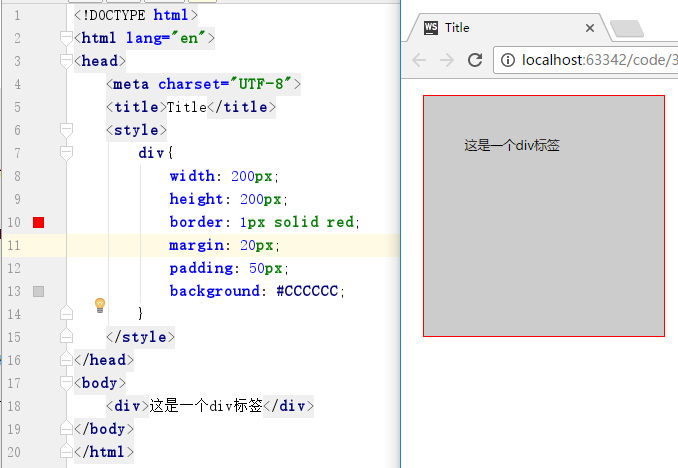 1 <!DOCTYPE html>
2 <html lang="en">
3 <head>
4 <meta charset="UTF-8">
5 <title>Title</title>
6 <style>
7 div{
8 width: 200px;
9 height: 200px;
10 border: 1px solid red;
11 margin: 20px;
12 padding: 50px;
13 background: #CCCCCC;
14 }
15 </style>
16 </head>
17 <body>
18 <div>这是一个div标签</div>
19 </body>
20 </html>
WS Title
localhost:63342/code/3
这是一个div标签